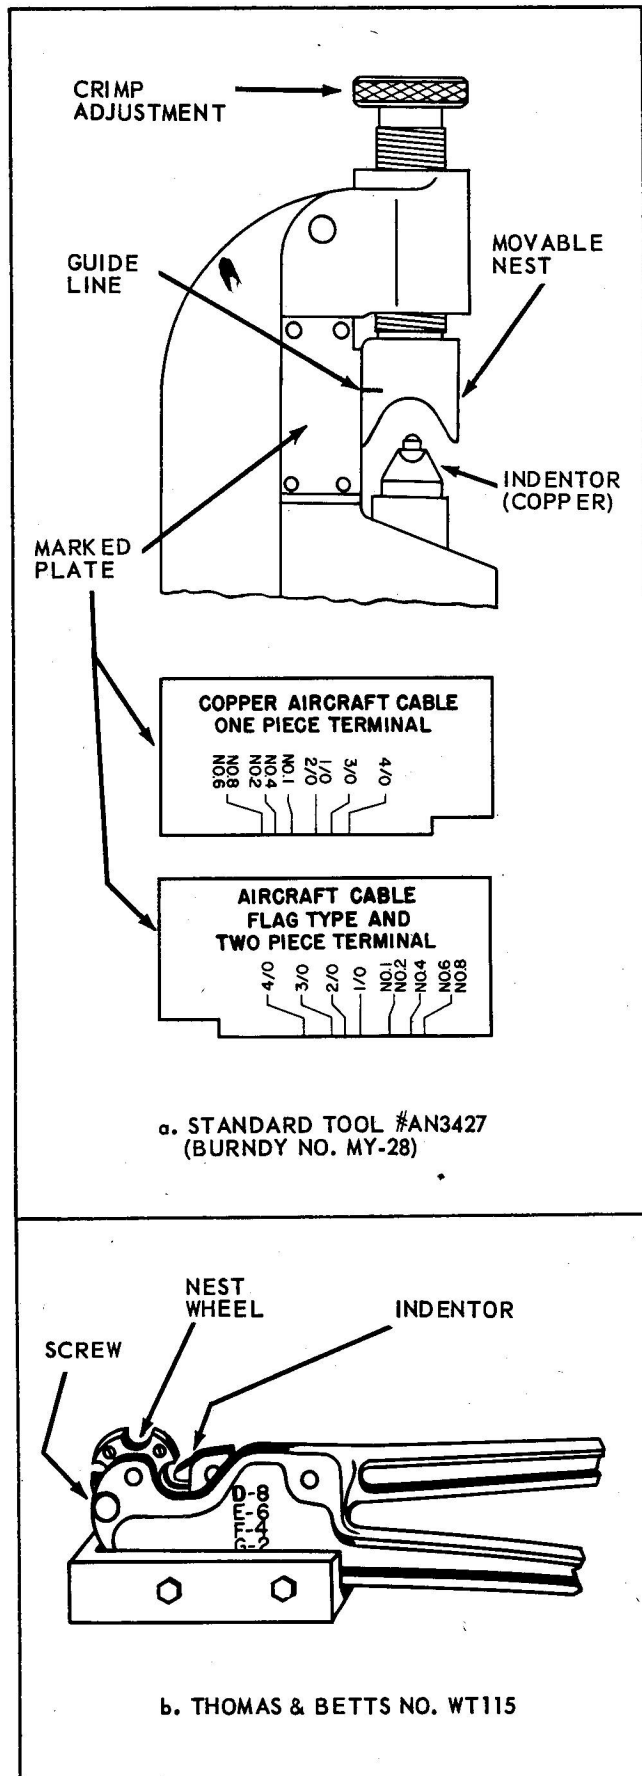 CRIMP
ADJUSTMENT
GUIDE
LINE
MOVABLE
NEST
INDENTOR
(COPPER)
MARKED
PLATE
COPPER AIRCRAFT CABLE
ONE PIECE TERMINAL
NO.6
NO.8
NO.2
NO.4
NO.1
2/0
1/0
3/0
4/0
AIRCRAFT CABLE
FLAG TYPE AND
TWO PIECE TERMINAL
4/0
3/0
2/0
1/0
NO.1
NO.2
NO.4
NO.6
NO.8
a. STANDARD TOOL #AN3427
(BURNDY NO. MY-28)
NEST
WHEEL
INDENTOR
SCREW
D-8
E-6
F-4
G-2
b. THOMAS & BETTS NO. WT115